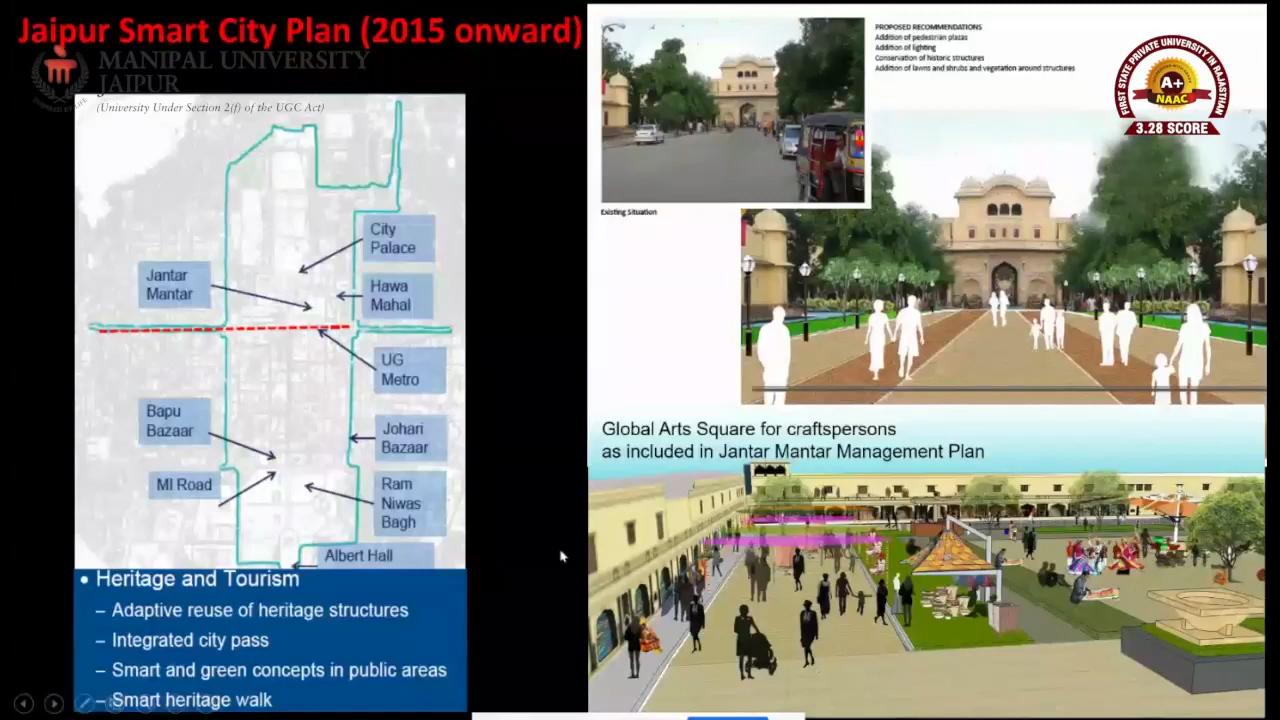 Jaipur Smart City Plan (2015 onward)
MANIPAL UNIVERSITY
JAIPUR
(University Under Section 2(f) of the UGC Act)
City
Palace
Jantar
Mantar
Hawa
Mahal
UG
Metro
Bapu
Bazaar
Johari
Bazaar
MI Road
Ram
Niwas
Bagh
Albert Hall
• Heritage and Tourism
– Adaptive reuse of heritage structures
– Integrated city pass
– Smart and green concepts in public areas
– Smart heritage walk
PROPOSED RECOMMENDATIONS
Addition of pedestrian plazas
Addition of lighting
Conservation of historic structures
Addition of lawns and shrubs and vegetation around structures
Existing Situation
FIRST STATE PRIVATE UNIVERSITY IN RAJASTHAN
A+
NAAC
3.28 SCORE
Global Arts Square for craftspersons
as included in Jantar Mantar Management Plan